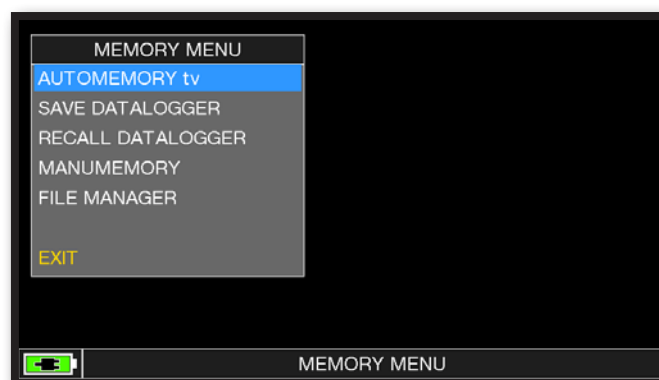 MEMORY MENU
AUTOMEMORY tv
SAVE DATALOGGER
RECALL DATALOGGER
MANUMEMORY
FILE MANAGER
EXIT
MEMORY MENU